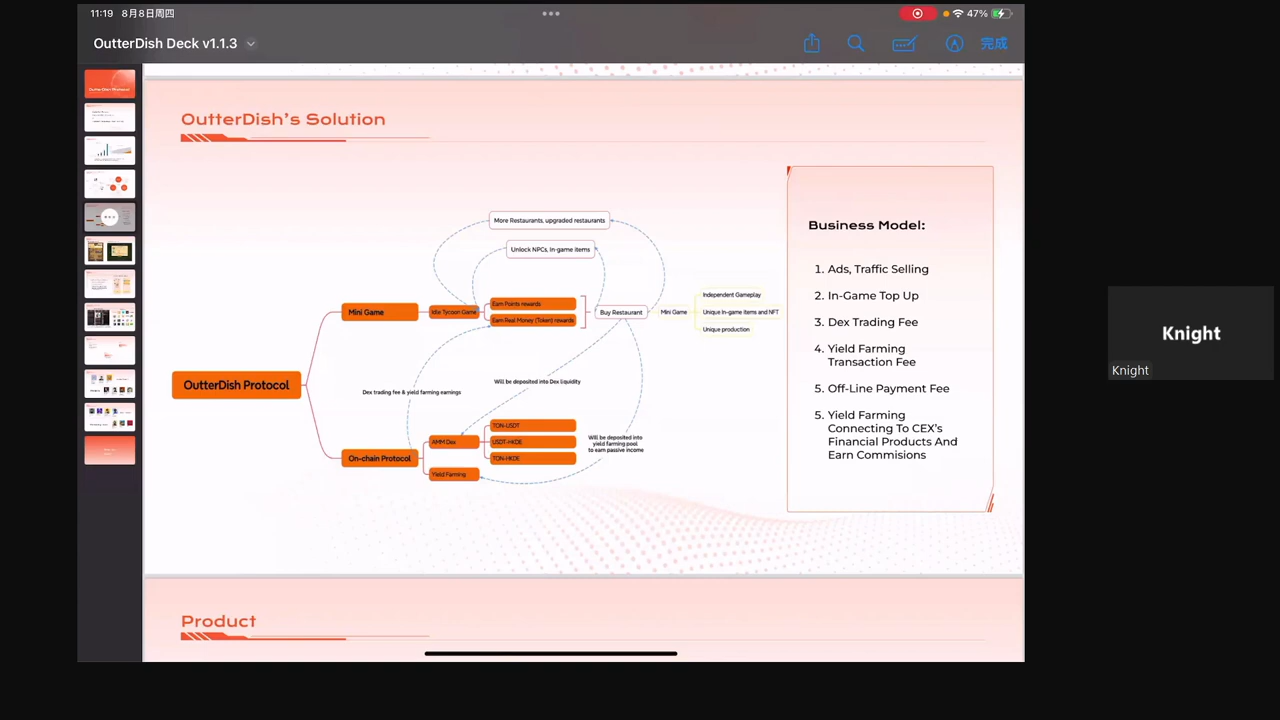 11:19 8月8日周四
47%
OutterDish Deck v1.1.3
完成
OutterDish's Solution
More Restaurants, upgraded restaurants
Unlock NPCs, in-game items
Mini Game
Idle Tycoon Game
Earn Points rewards
Earn Real Money (Token) rewards
Buy Restaurant
Mini Game
Independent Gameplay
Unique In-game items and NFT
Unique production
OutterDish Protocol
Dex trading fee & yield farming earnings
Will be deposited into Dex liquidity
On-chain Protocol
AMM Dex
TON-USDT
USDT-HKDE
TON-HKDE
Yield Farming
Will be deposited into
yield farming pool
to earn passive income
Business Model:
1. Ads, Traffic Selling
2. In-Game Top Up
3. Dex Trading Fee
4. Yield Farming
Transaction Fee
5. Off-Line Payment Fee
5. Yield Farming
Connecting To CEX's
Financial Products And
Earn Commisions
Product
Knight
Knight